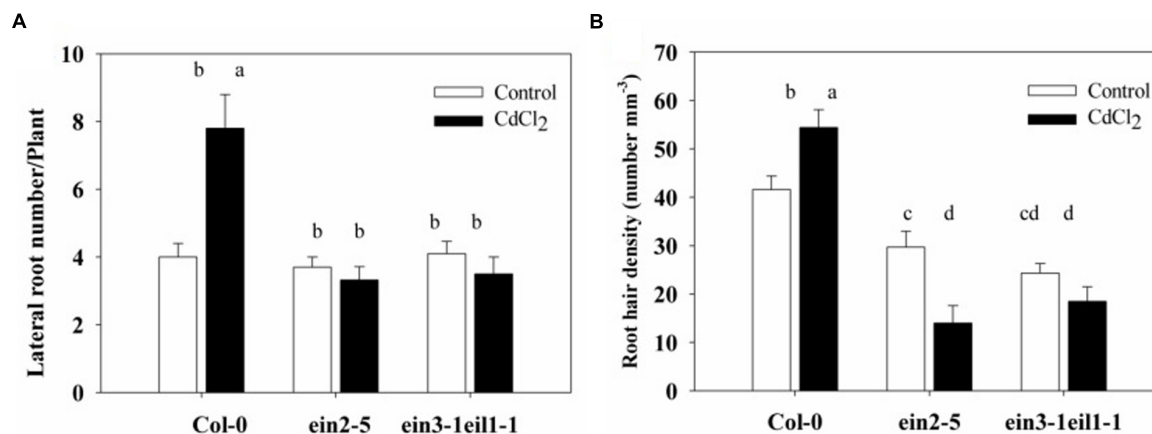 A
Lateral root number/Plant
10
8
6
4
2
0
b a
b b
b b
Control
CdCl2
Col-0 ein2-5 ein3-1eil1-1
B
Root hair density (number mm-3)
70
60
50
40
30
20
10
0
b a
c d
cd d
Control
CdCl2
Col-0 ein2-5 ein3-1eil1-1